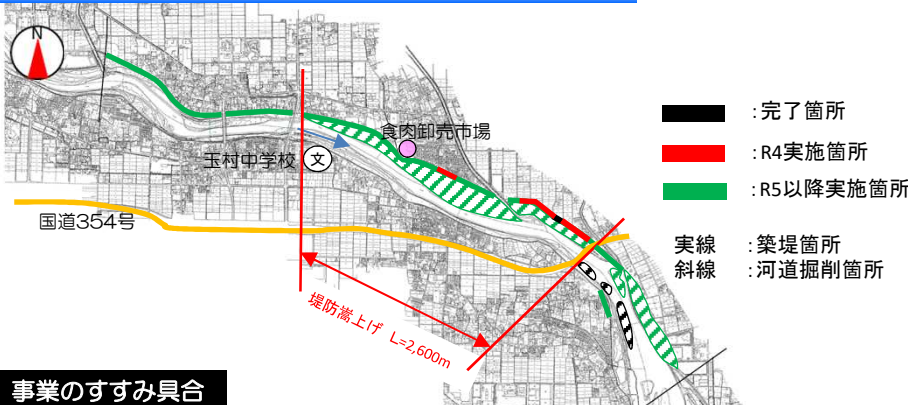 N
食肉卸売市場
玉村中学校
文
国道354号
堤防嵩上げ L=2,600m
:完了箇所
:R4実施箇所
:R5以降実施箇所
実線 :築堤箇所
斜線 :河道掘削箇所
事業のすすみ具合